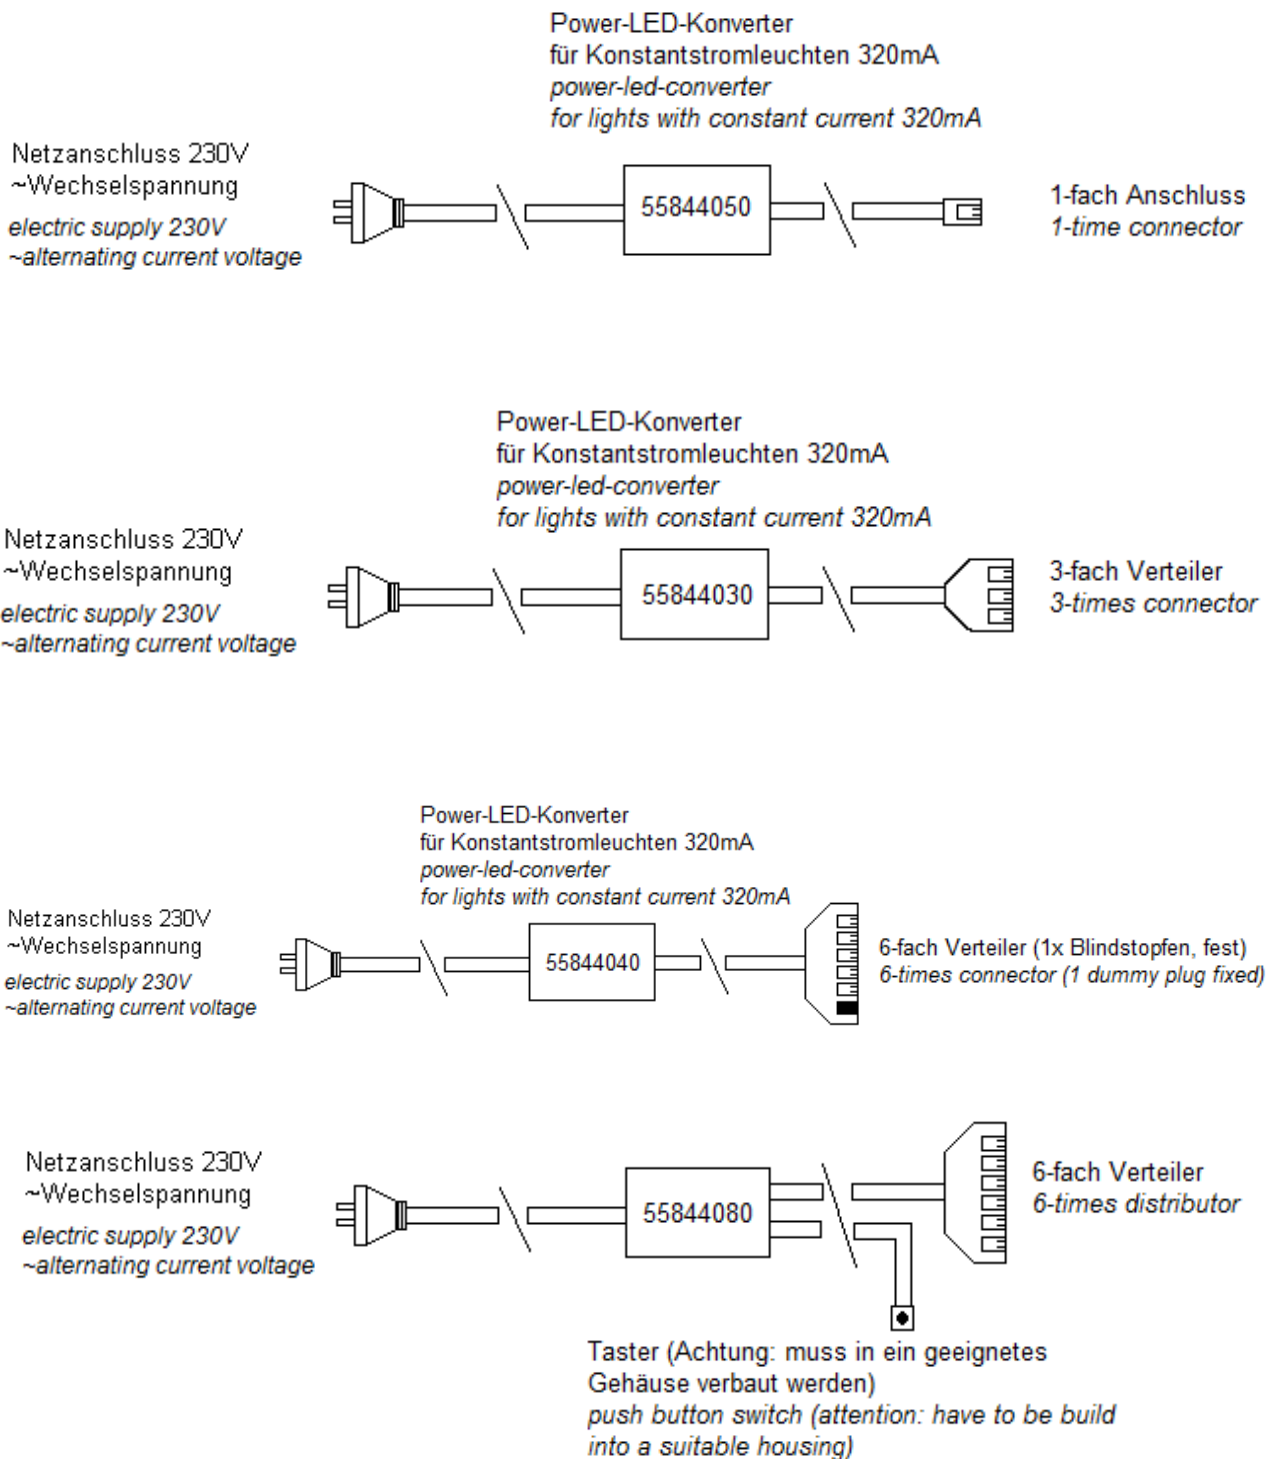 Power-LED-Konverter
für Konstantstromleuchten 320mA
power-led-converter
for lights with constant current 320mA
Netzanschluss 230V
~Wechselspannung
electric supply 230V
~alternating current voltage
55844050
1-fach Anschluss
1-time connector
Power-LED-Konverter
für Konstantstromleuchten 320mA
power-led-converter
for lights with constant current 320mA
Netzanschluss 230V
~Wechselspannung
electric supply 230V
~alternating current voltage
55844030
3-fach Verteiler
3-times connector
Power-LED-Konverter
für Konstantstromleuchten 320mA
power-led-converter
for lights with constant current 320mA
Netzanschluss 230V
~Wechselspannung
electric supply 230V
~alternating current voltage
55844040
6-fach Verteiler (1x Blindstopfen, fest)
6-times connector (1 dummy plug fixed)
Netzanschluss 230V
~Wechselspannung
electric supply 230V
~alternating current voltage
55844080
6-fach Verteiler
6-times distributor
Taster (Achtung: muss in ein geeignetes
Gehäuse verbaut werden)
push button switch (attention: have to be build
into a suitable housing)